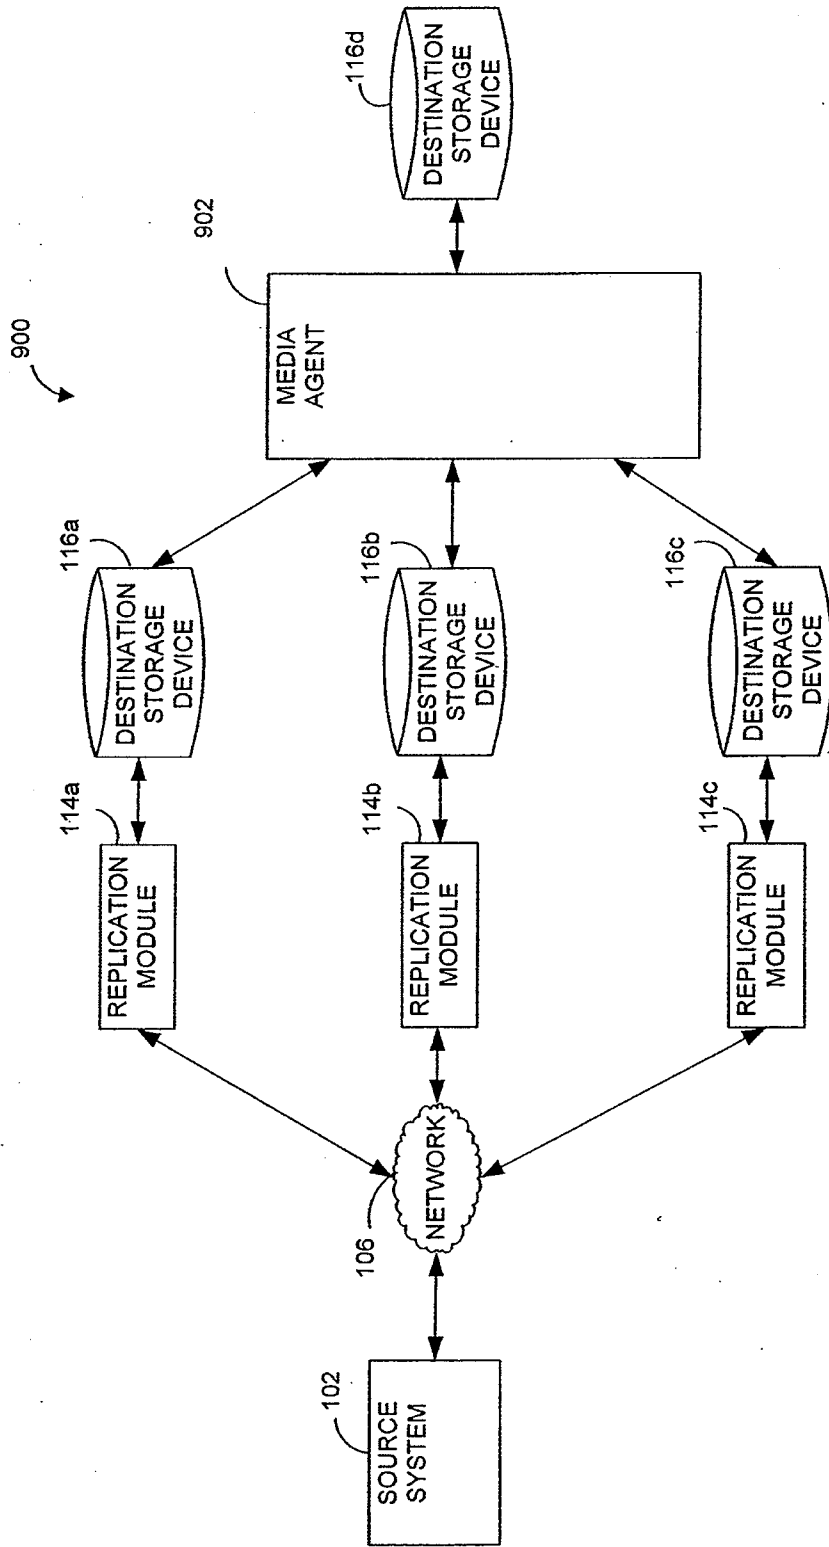 900
SOURCE
SYSTEM
102
NETWORK
106
REPLICATION
MODULE
114a
DESTINATION
STORAGE
DEVICE
116a
REPLICATION
MODULE
114b
DESTINATION
STORAGE
DEVICE
116b
REPLICATION
MODULE
114c
DESTINATION
STORAGE
DEVICE
116c
MEDIA
AGENT
902
DESTINATION
STORAGE
DEVICE
116d